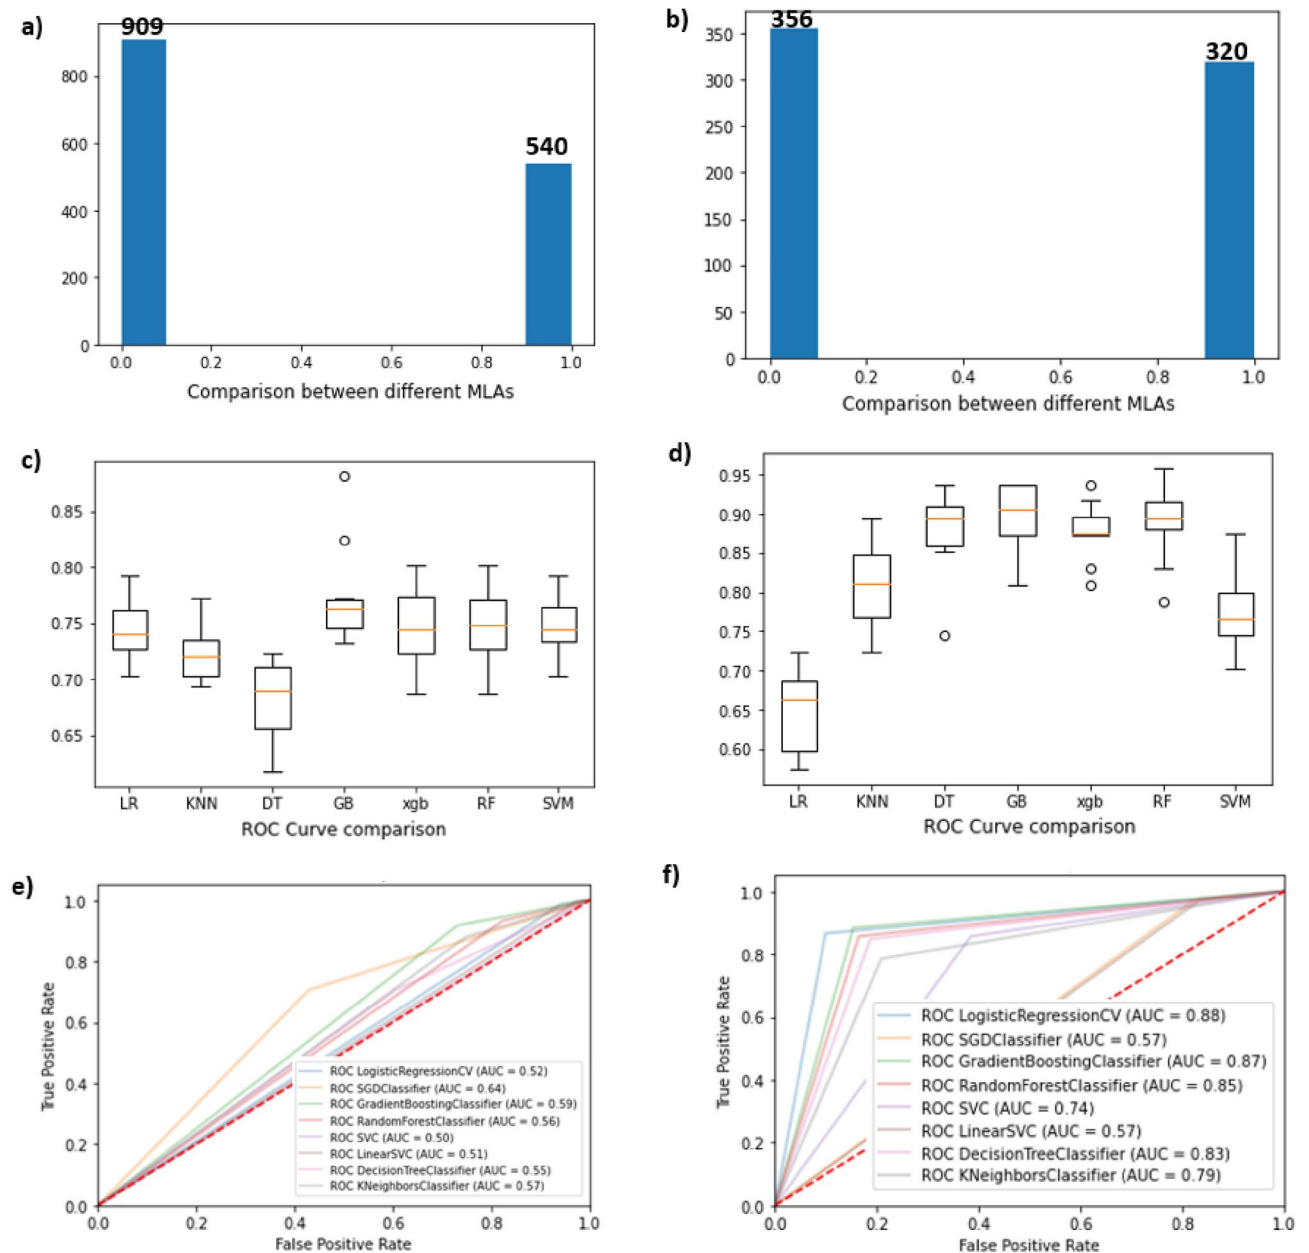 a)
909
540
800
600
400
200
0
0.0 0.2 0.4 0.6 0.8 1.0
Comparison between different MLAs
b)
356
320
350
300
250
200
150
100
50
0
0.0 0.2 0.4 0.6 0.8 1.0
Comparison between different MLAs
c)
0.85
0.80
0.75
0.70
0.65
LR KNN DT GB xgb RF SVM
ROC Curve comparison
d)
0.95
0.90
0.85
0.80
0.75
0.70
0.65
0.60
LR KNN DT GB xgb RF SVM
ROC Curve comparison
e)
True Positive Rate
1.0
0.8
0.6
0.4
0.2
0.0
ROC LogisticRegressionCV (AUC = 0.52)
ROC SGDClassifier (AUC = 0.64)
ROC GradientBoostingClassifier (AUC = 0.59)
ROC RandomForestClassifier (AUC = 0.56)
ROC SVC (AUC = 0.50)
ROC LinearSVC (AUC = 0.51)
ROC DecisionTreeClassifier (AUC = 0.55)
ROC KNeighborsClassifier (AUC = 0.57)
0.0 0.2 0.4 0.6 0.8 1.0
False Positive Rate
f)
True Positive Rate
1.0
0.8
0.6
0.4
0.2
0.0
ROC LogisticRegressionCV (AUC = 0.88)
ROC SGDClassifier (AUC = 0.57)
ROC GradientBoostingClassifier (AUC = 0.87)
ROC RandomForestClassifier (AUC = 0.85)
ROC SVC (AUC = 0.74)
ROC LinearSVC (AUC = 0.57)
ROC DecisionTreeClassifier (AUC = 0.83)
ROC KNeighborsClassifier (AUC = 0.79)
0.0 0.2 0.4 0.6 0.8 1.0
False Positive Rate